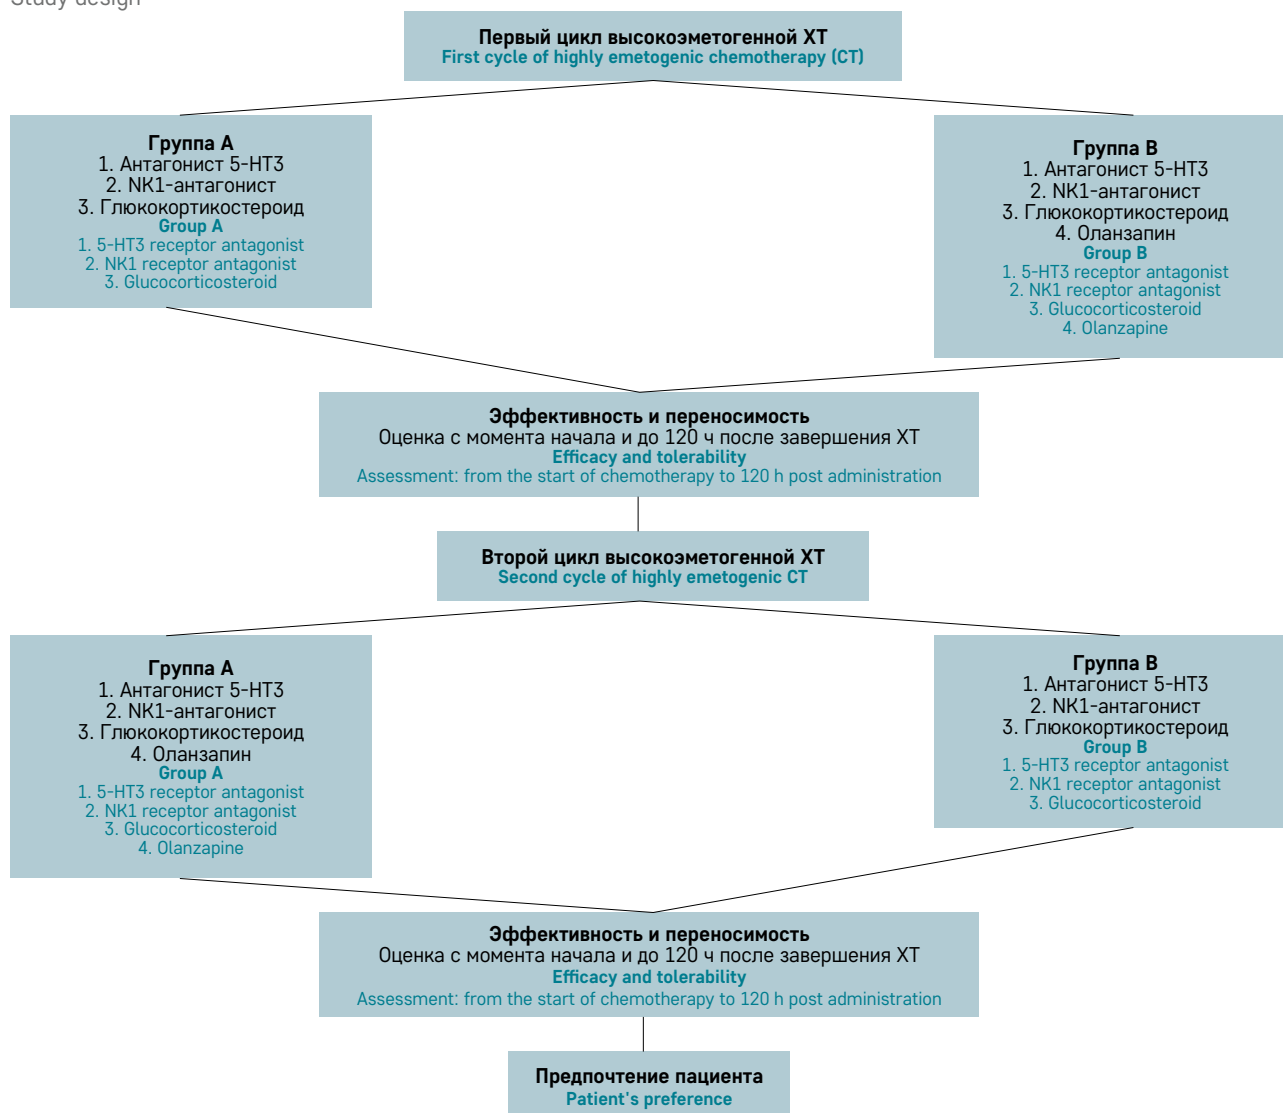 Study design
Первый цикл высокоэметогенной ХТ
First cycle of highly emetogenic chemotherapy (CT)
Группа А
1. Антагонист 5-HT3
2. NK1-антагонист
3. Глюкокортикостероид
Group A
1. 5-HT3 receptor antagonist
2. NK1 receptor antagonist
3. Glucocorticosteroid
Группа В
1. Антагонист 5-HT3
2. NK1-антагонист
3. Глюкокортикостероид
4. Оланзапин
Group B
1. 5-HT3 receptor antagonist
2. NK1 receptor antagonist
3. Glucocorticosteroid
4. Olanzapine
Эффективность и переносимость
Оценка с момента начала и до 120 ч после завершения ХТ
Efficacy and tolerability
Assessment: from the start of chemotherapy to 120 h post administration
Второй цикл высокоэметогенной ХТ
Second cycle of highly emetogenic CT
Группа А
1. Антагонист 5-HT3
2. NK1-антагонист
3. Глюкокортикостероид
4. Оланзапин
Group A
1. 5-HT3 receptor antagonist
2. NK1 receptor antagonist
3. Glucocorticosteroid
4. Olanzapine
Группа В
1. Антагонист 5-HT3
2. NK1-антагонист
3. Глюкокортикостероид
Group B
1. 5-HT3 receptor antagonist
2. NK1 receptor antagonist
3. Glucocorticosteroid
Эффективность и переносимость
Оценка с момента начала и до 120 ч после завершения ХТ
Efficacy and tolerability
Assessment: from the start of chemotherapy to 120 h post administration
Предпочтение пациента
Patient's preference